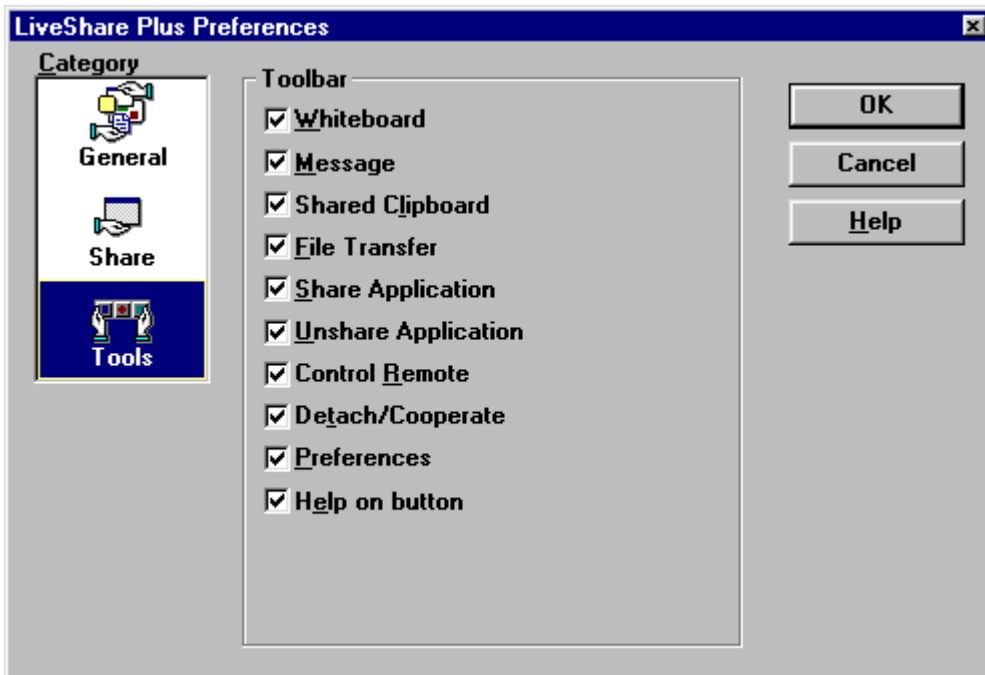 LiveShare Plus Preferences
Category
General
Share
Tools
Toolbar
Whiteboard
Message
Shared Clipboard
File Transfer
Share Application
Unshare Application
Control Remote
Detach/Cooperate
Preferences
Help on button
OK
Cancel
Help